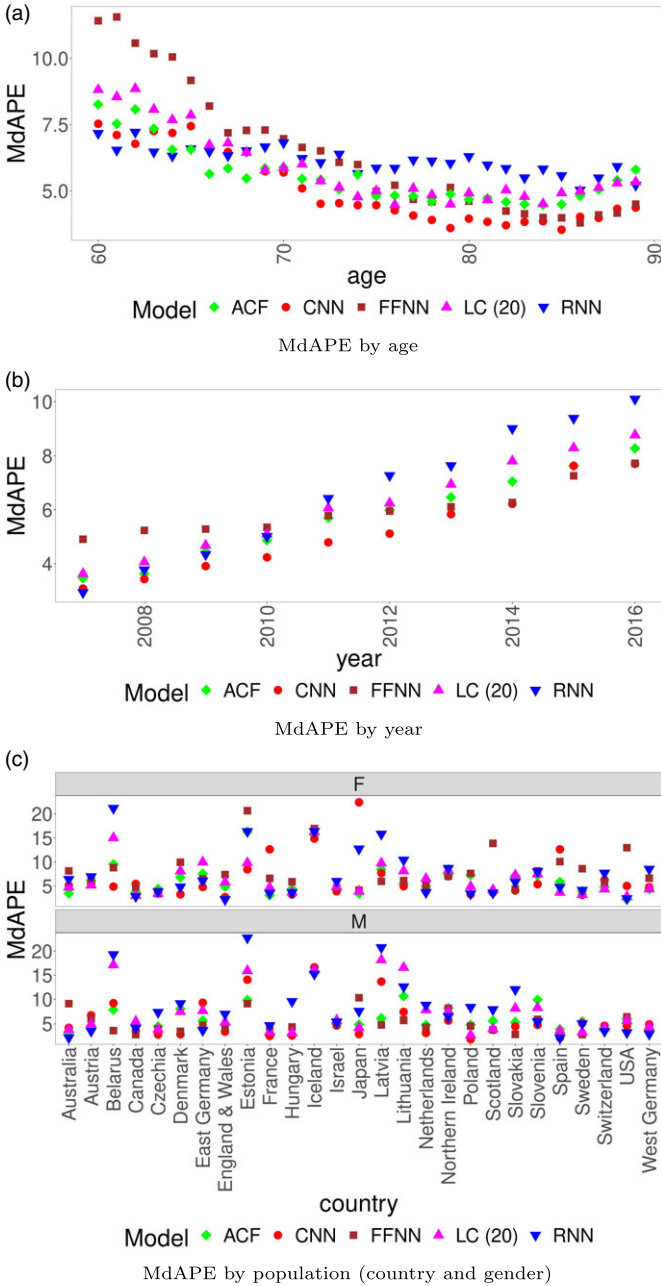 (a)
MdAPE
10.0
7.5
5.0
60
70
80
90
age
Model ACF CNN FFNN LC (20) RNN
MdAPE by age
(b)
MdAPE
10
8
6
4
2008
2010
2012
2014
2016
year
Model ACF CNN FFNN LC (20) RNN
MdAPE by year
(c)
F
20
15
10
5
MdAPE
M
20
15
10
5
Australia
Austria
Belarus
Canada
Czechia
Denmark
East Germany
England & Wales
Estonia
France
Hungary
Iceland
Israel
Japan
Latvia
Lithuania
Netherlands
Northern Ireland
Poland
Scotland
Slovakia
Slovenia
Spain
Sweden
Switzerland
USA
West Germany
country
Model ACF CNN FFNN LC (20) RNN
MdAPE by population (country and gender)